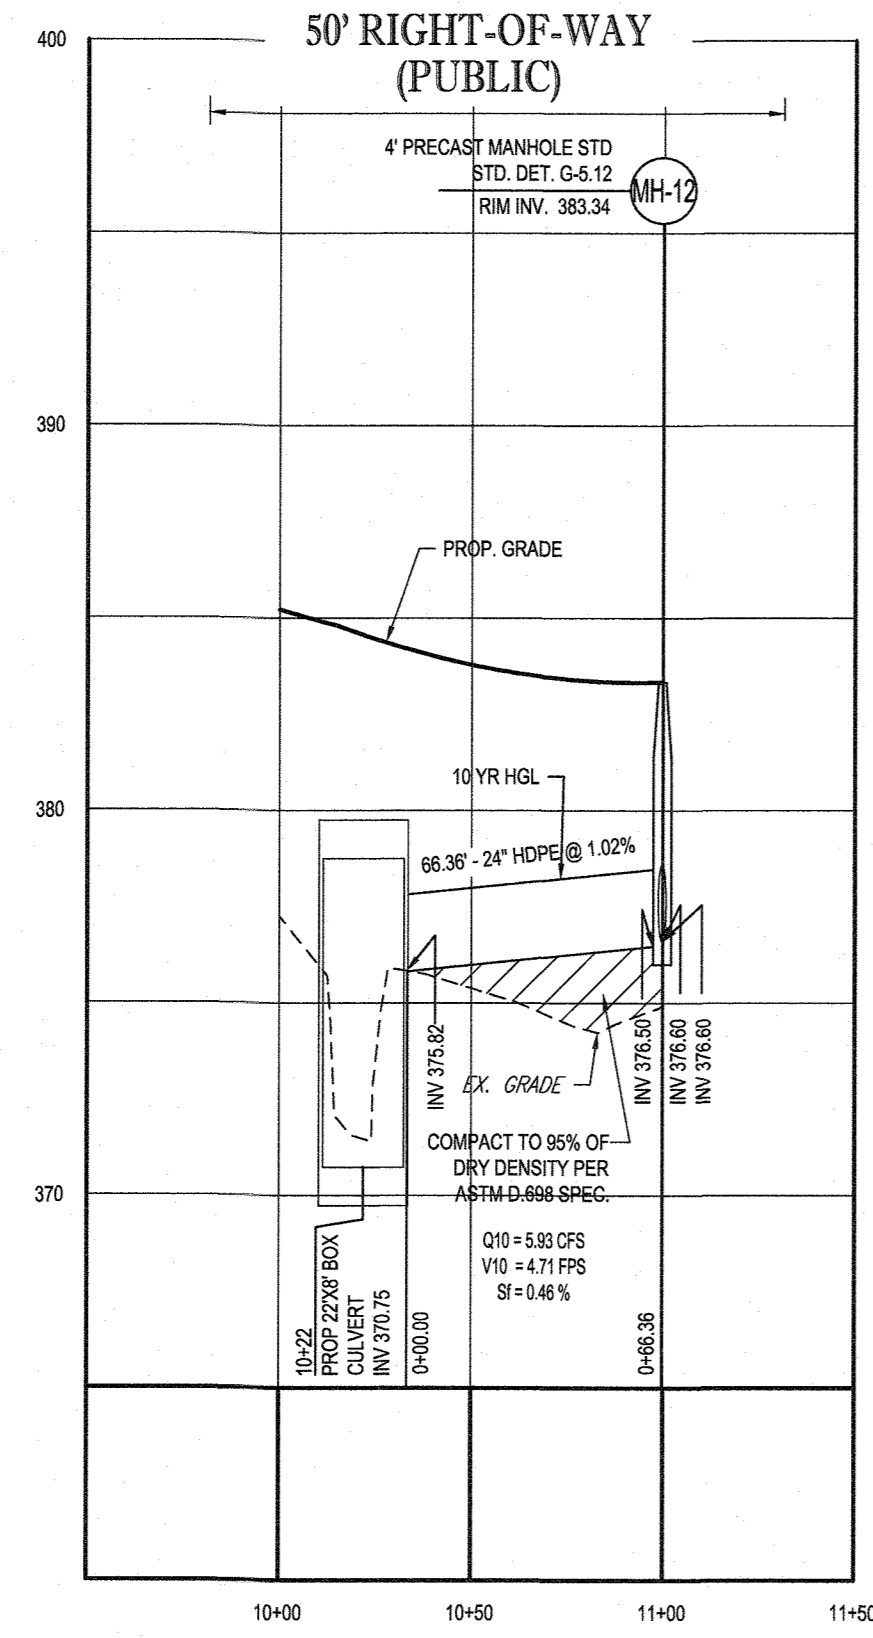 50' RIGHT-OF-WAY
(PUBLIC)
400
4' PRECAST MANHOLE STD
STD. DET. G-5.12
RIM INV. 383.34
MH-12
390
PROP. GRADE
380
10 YR HGL
66.36' - 24" HDPE @ 1.02%
INV 375.82
INV 376.50
INV 376.60
INV 376.60
EX. GRADE
COMPACT TO 95% OF
DRY DENSITY PER
ASTM D.698 SPEC.
370
Q10 = 5.93 CFS
V10 = 4.71 FPS
Sf = 0.46 %
10+22
PROP 22'X8' BOX
CULVERT
INV 370.75
0+00.00
0+66.36
10+00
10+50
11+00
11+50